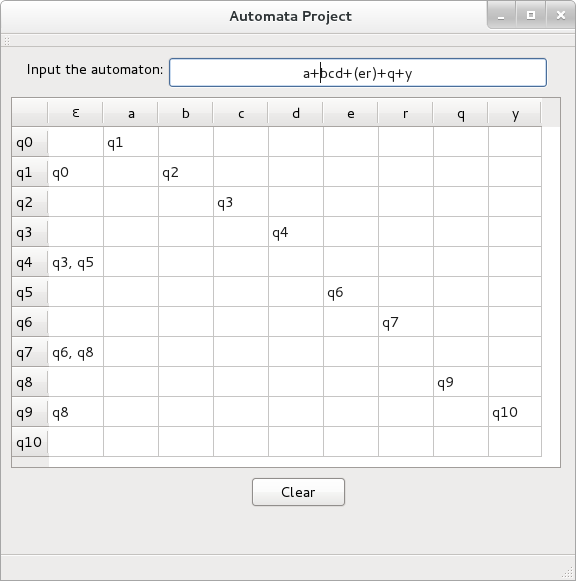 Automata Project
Input the automaton: a+bcd+(er)+q+y
ε a b c d e r q y
q0 q1
q1 q0 q2
q2 q3
q3 q4
q4 q3, q5
q5 q6
q6 q7
q7 q6, q8
q8 q9
q9 q8 q10
q10
Clear